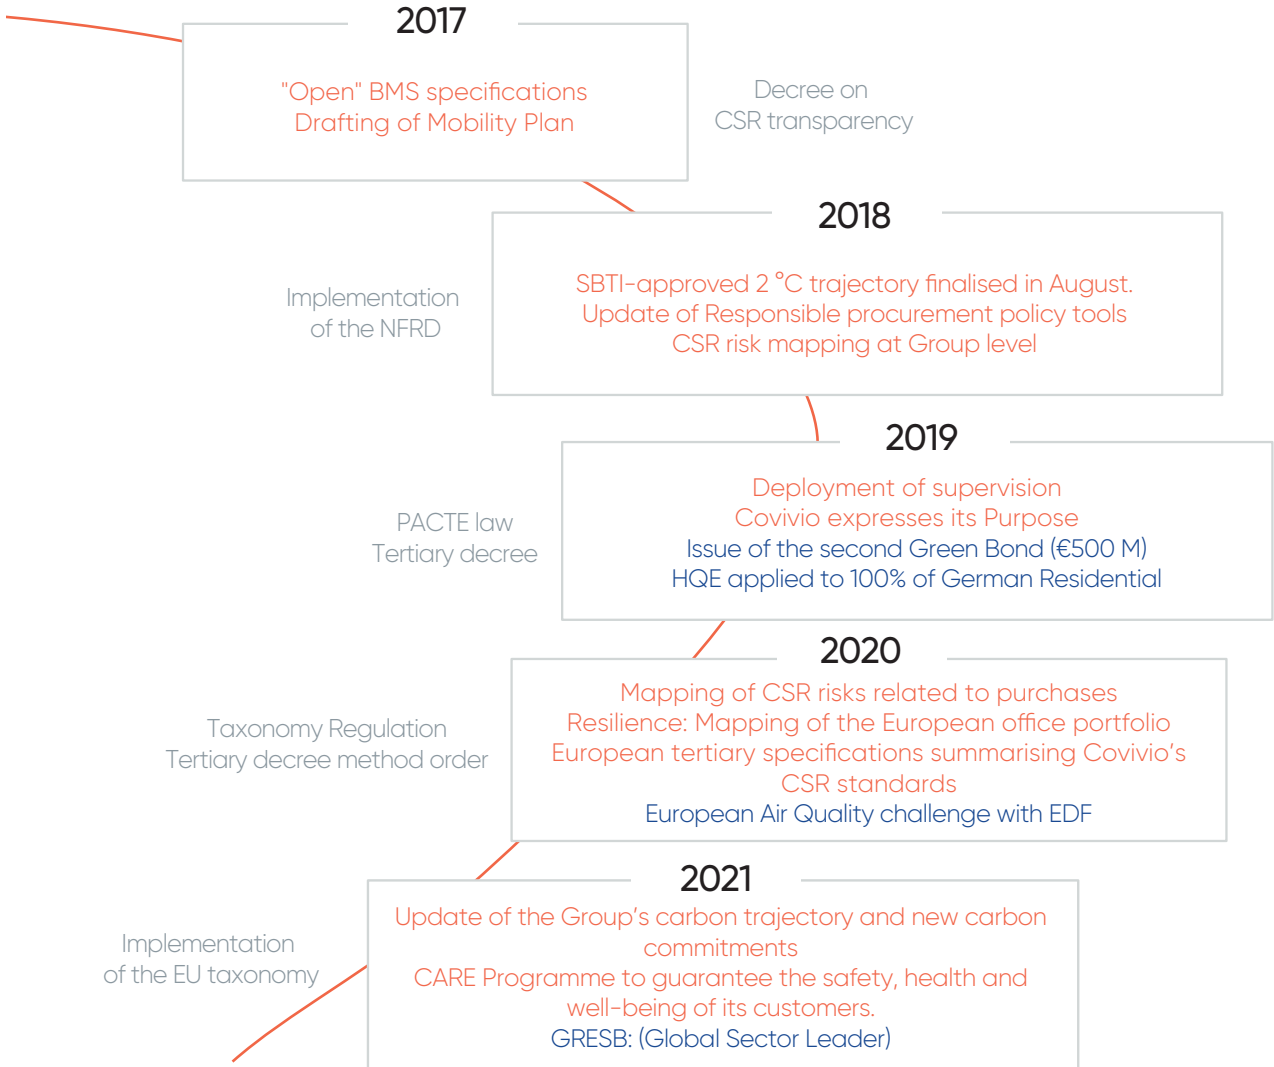 2017
"Open" BMS specifications
Drafting of Mobility Plan
Decree on
CSR transparency
2018
SBTI-approved 2 °C trajectory finalised in August.
Update of Responsible procurement policy tools
CSR risk mapping at Group level
Implementation
of the NFRD
2019
Deployment of supervision
Covivio expresses its Purpose
Issue of the second Green Bond (€500 M)
HQE applied to 100% of German Residential
PACTE law
Tertiary decree
2020
Mapping of CSR risks related to purchases
Resilience: Mapping of the European office portfolio
European tertiary specifications summarising Covivio's
CSR standards
European Air Quality challenge with EDF
Taxonomy Regulation
Tertiary decree method order
2021
Update of the Group's carbon trajectory and new carbon
commitments
CARE Programme to guarantee the safety, health and
well-being of its customers.
GRESB: (Global Sector Leader)
Implementation
of the EU taxonomy